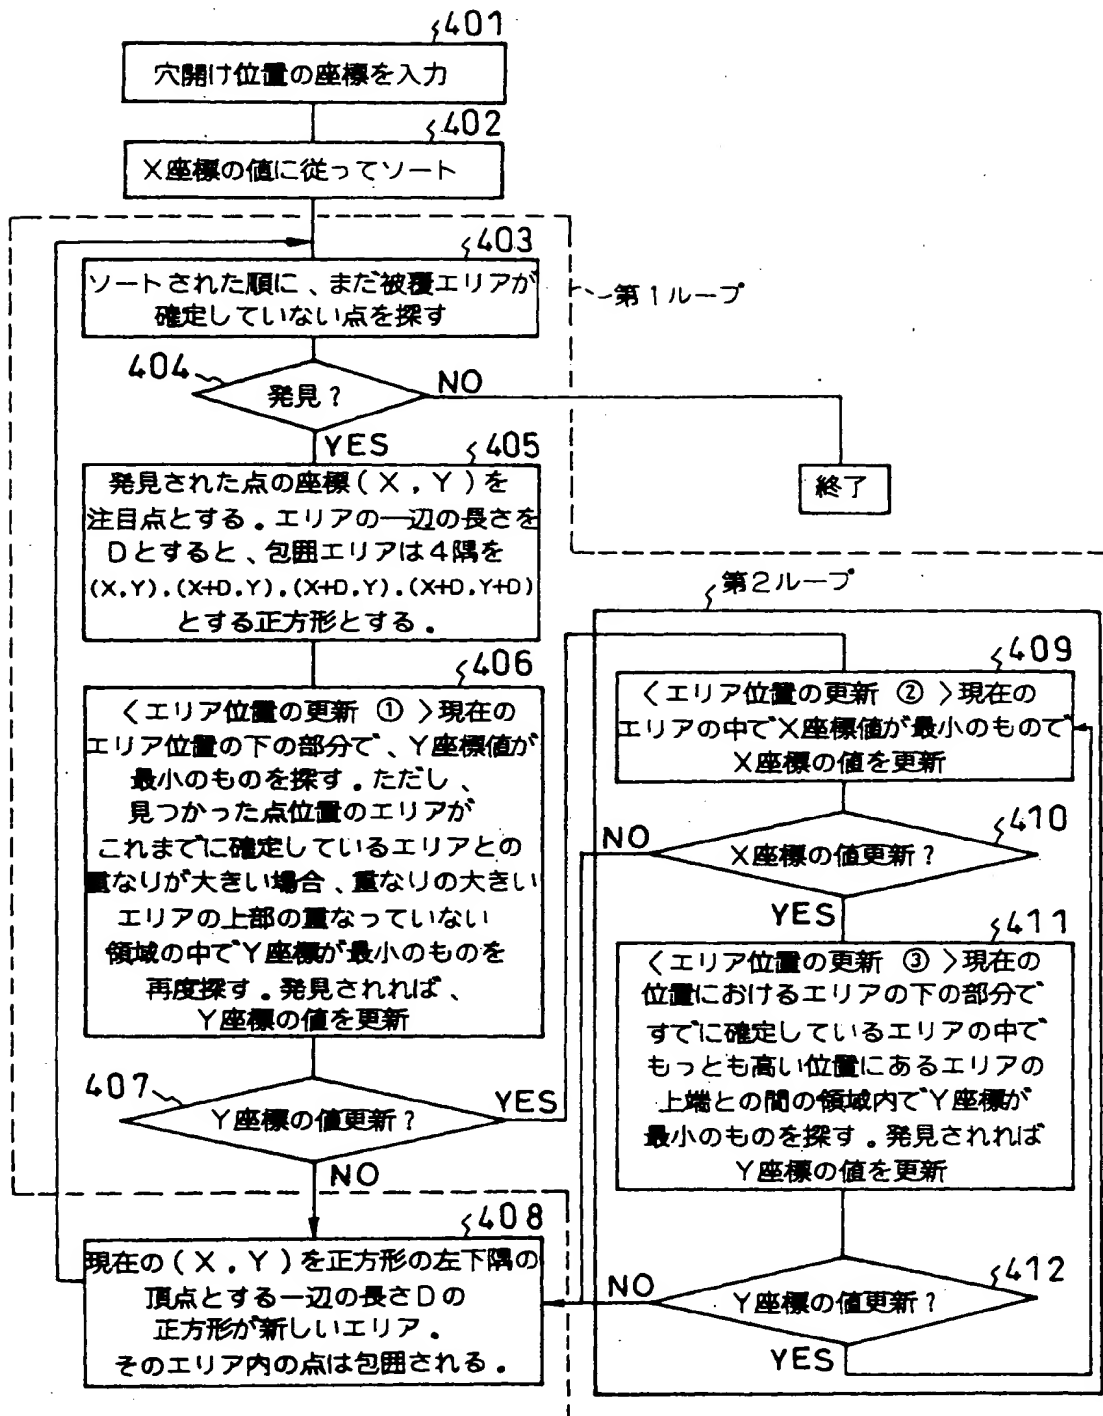 401
穴開け位置の座標を入力
402
X座標の値に従ってソート
403
ソートされた順に、まだ被覆エリアが
確定していない点を探す
第1ループ
404
発見？
NO
YES
終了
405
発見された点の座標(X,Y)を
注目点とする。エリアの一辺の長さを
Dとすると、包囲エリアは4隅を
(X,Y).(X+D,Y).(X+D,Y).(X+D,Y+D)
とする正方形とする。
406
〈エリア位置の更新 ①〉現在の
エリア位置の下の部分で、Y座標値が
最小のものを探す。ただし、
見つかった点位置のエリアが
これまでに確定しているエリアとの
重なりが大きい場合、重なりの大きい
エリアの上部の重なっていない
領域の中でY座標が最小のものを
再度探す。発見されれば、
Y座標の値を更新
407
Y座標の値更新？
YES
NO
408
現在の(X,Y)を正方形の左下隅の
頂点とする一辺の長さDの
正方形が新しいエリア。
そのエリア内の点は包囲される。
第2ループ
409
〈エリア位置の更新 ②〉現在の
エリアの中でX座標値が最小のもので
X座標の値を更新
410
NO
X座標の値更新？
YES
411
〈エリア位置の更新 ③〉現在の
位置におけるエリアの下の部分で
すでに確定しているエリアの中で
もっとも高い位置にあるエリアの
上端との間の領域内でY座標が
最小のものを探す。発見されれば
Y座標の値を更新
412
NO
Y座標の値更新？
YES